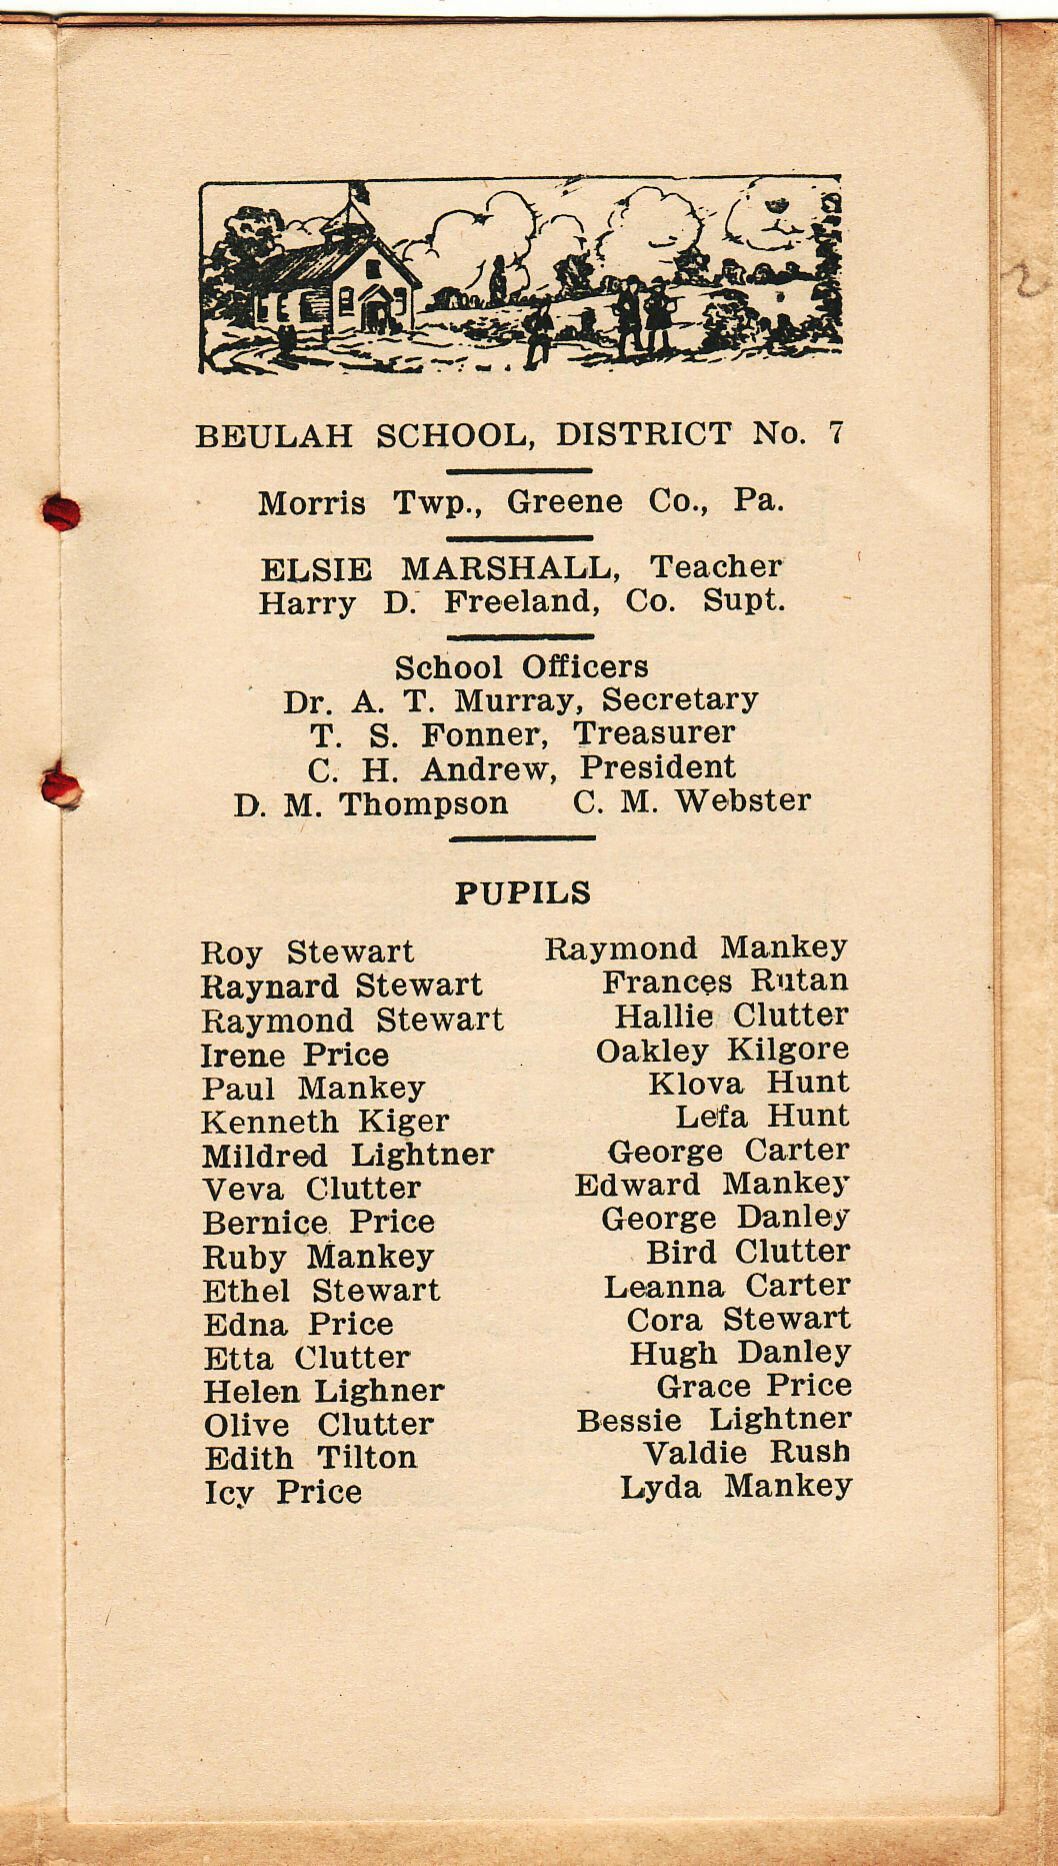 BEULAH SCHOOL, DISTRICT No. 7
Morris Twp., Greene Co., Pa.
ELSIE MARSHALL, Teacher
Harry D. Freeland, Co. Supt.
School Officers
Dr. A. T. Murray, Secretary
T. S. Fonner, Treasurer
C. H. Andrew, President
D. M. Thompson C. M. Webster
PUPILS
Roy Stewart
Raynard Stewart
Raymond Stewart
Irene Price
Paul Mankey
Kenneth Kiger
Mildred Lightner
Veva Clutter
Bernice Price
Ruby Mankey
Ethel Stewart
Edna Price
Etta Clutter
Helen Lighner
Olive Clutter
Edith Tilton
Icy Price
Raymond Mankey
Frances Rutan
Hallie Clutter
Oakley Kilgore
Klova Hunt
Lefa Hunt
George Carter
Edward Mankey
George Danley
Bird Clutter
Leanna Carter
Cora Stewart
Hugh Danley
Grace Price
Bessie Lightner
Valdie Rush
Lyda Mankey